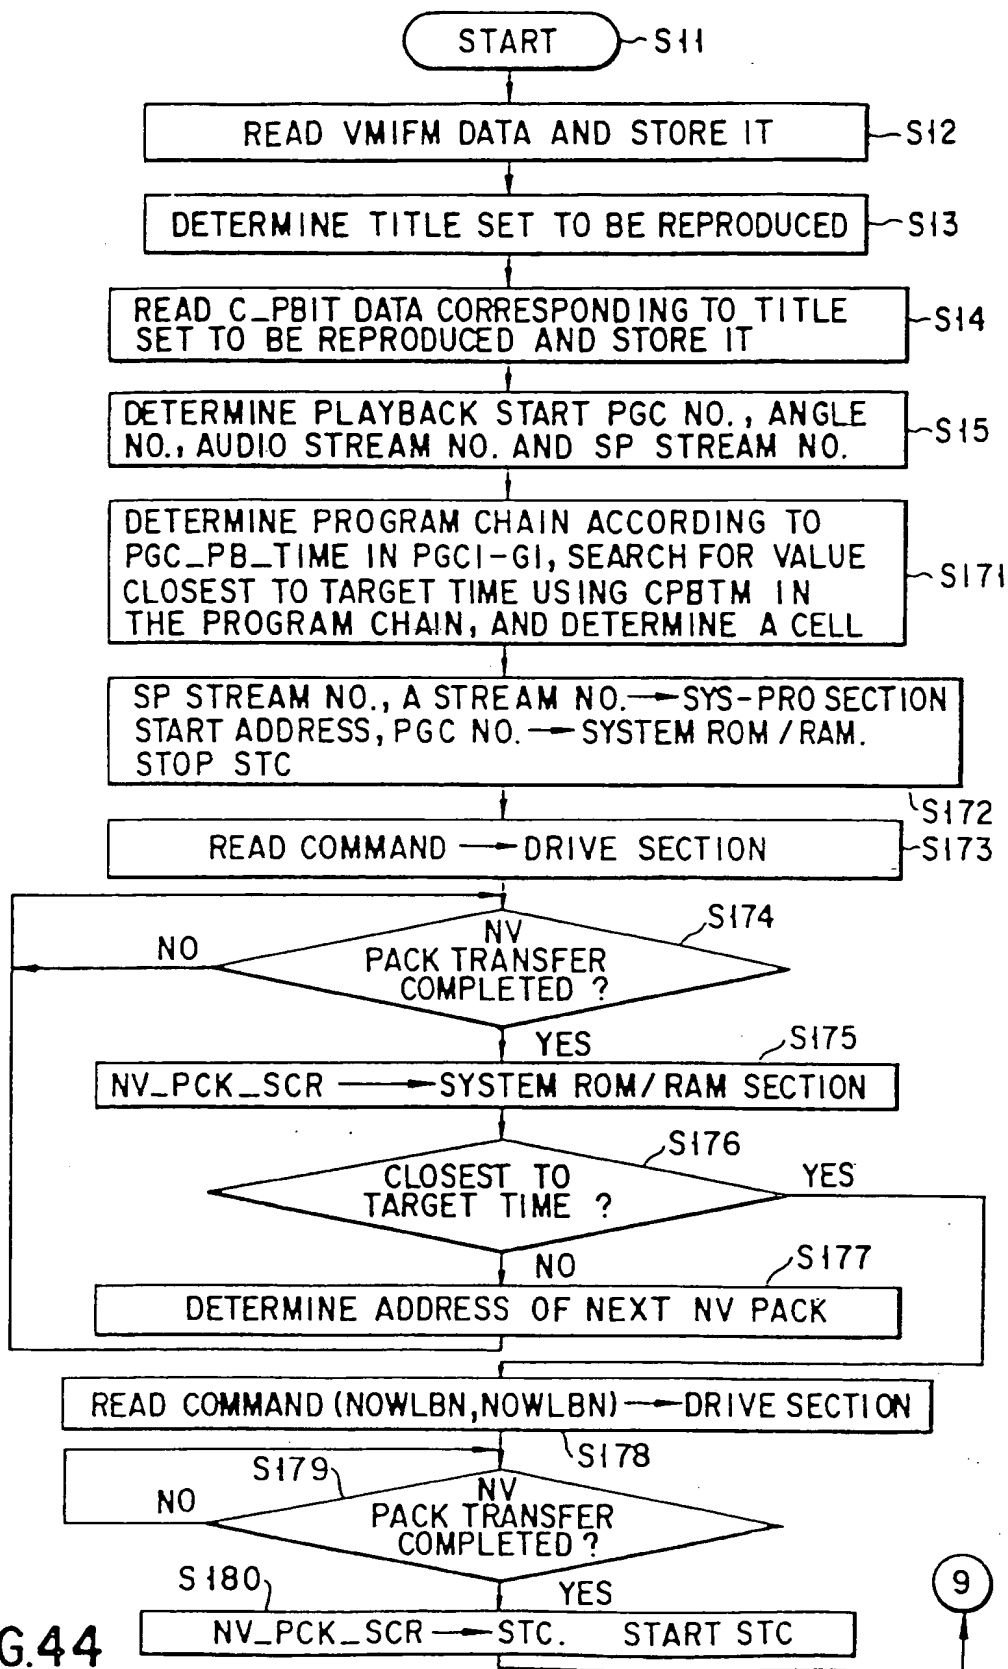 START S11
READ VMIFM DATA AND STORE IT S12
DETERMINE TITLE SET TO BE REPRODUCED S13
READ C_PBIT DATA CORRESPONDING TO TITLE
SET TO BE REPRODUCED AND STORE IT
S14
DETERMINE PLAYBACK START PGC NO., ANGLE
NO., AUDIO STREAM NO. AND SP STREAM NO.
S15
DETERMINE PROGRAM CHAIN ACCORDING TO
PGC_PB_TIME IN PGCI-GI, SEARCH FOR VALUE
CLOSEST TO TARGET TIME USING CPBTM IN
THE PROGRAM CHAIN, AND DETERMINE A CELL
S171
SP STREAM NO., A STREAM NO. → SYS-PRO SECTION
START ADDRESS, PGC NO. → SYSTEM ROM / RAM.
STOP STC
S172
READ COMMAND → DRIVE SECTION S173
S174
NV
PACK TRANSFER
COMPLETED ?
NO
YES
S175
NV_PCK_SCR → SYSTEM ROM/RAM SECTION
S176
CLOSEST TO
TARGET TIME ?
YES
NO
S177
DETERMINE ADDRESS OF NEXT NV PACK
READ COMMAND (NOWLBN,NOWLBN) → DRIVE SECTION
S178
S179
NV
PACK TRANSFER
COMPLETED ?
NO
YES
S180
NV_PCK_SCR → STC. START STC
9
G.44